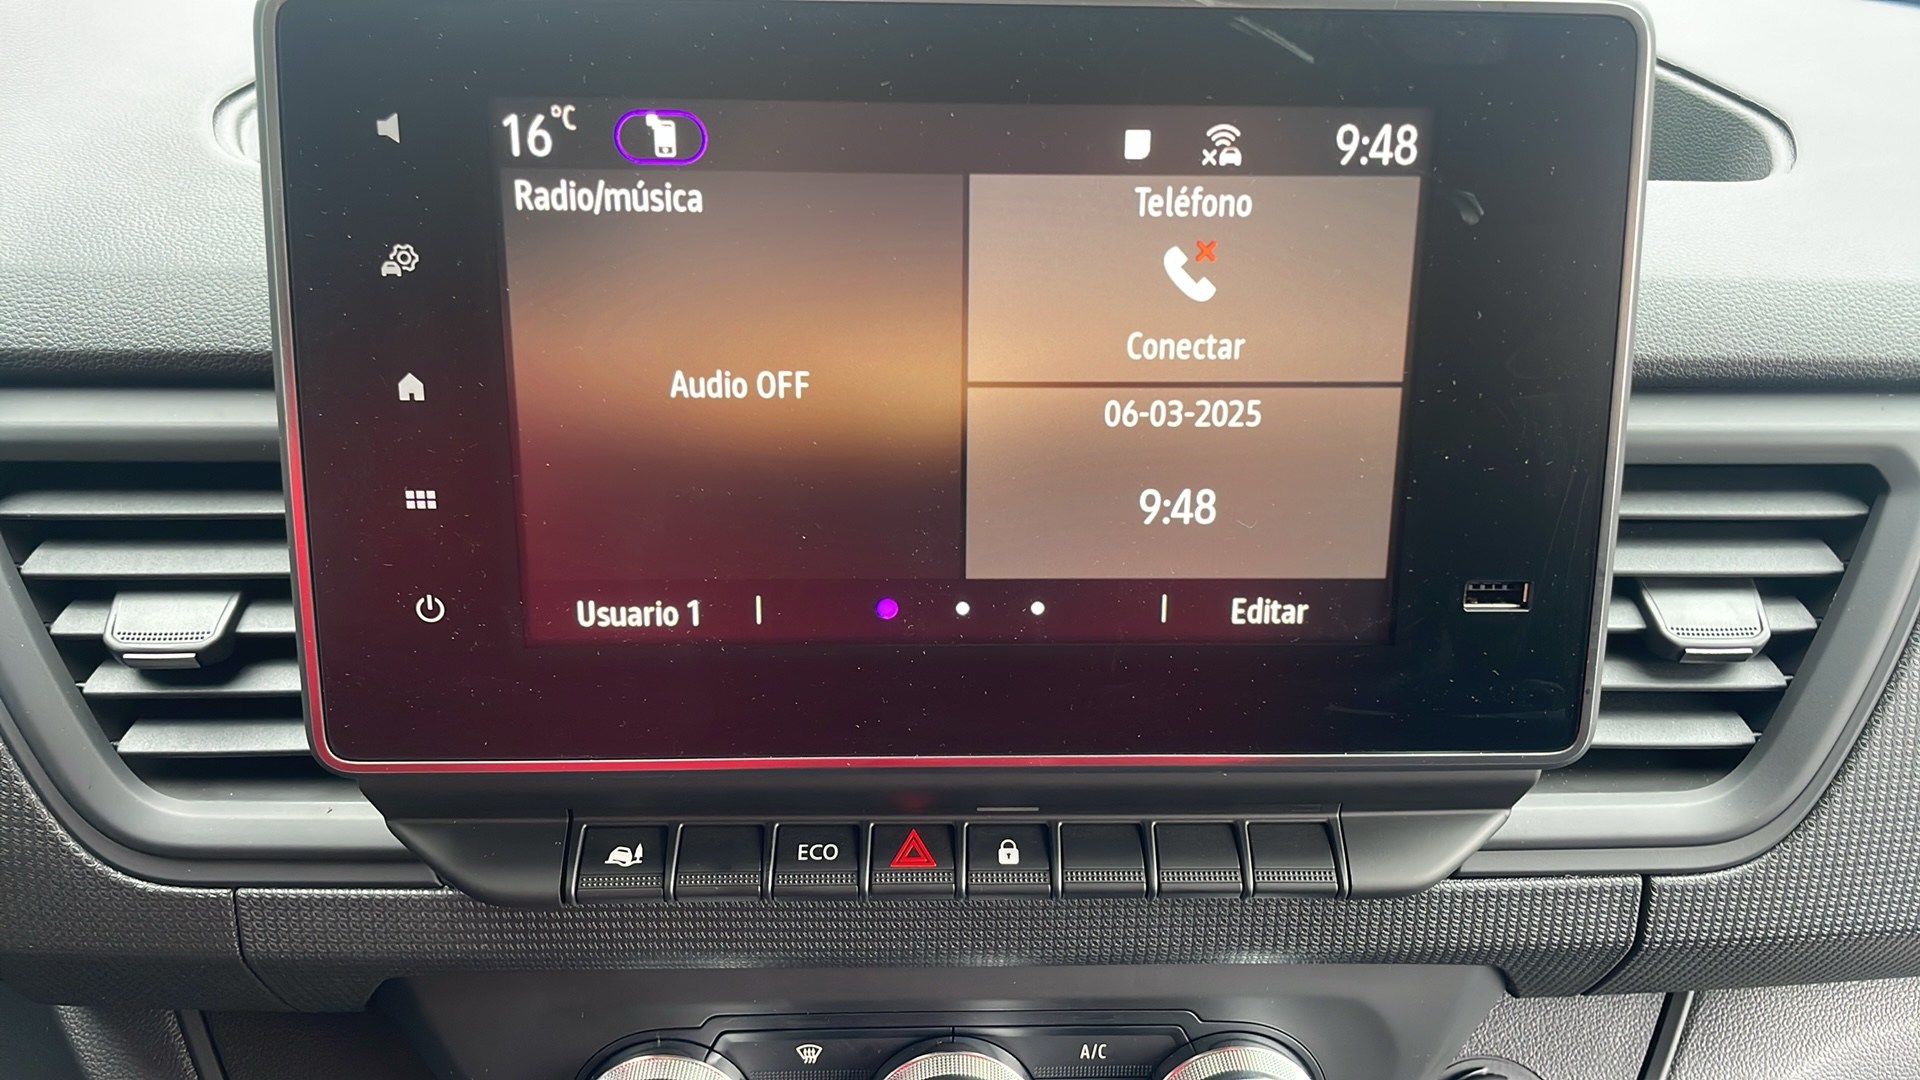 16°C
9:48
Radio/música
Teléfono
Conectar
Audio OFF
06-03-2025
9:48
Usuario 1
Editar
ECO
A/C